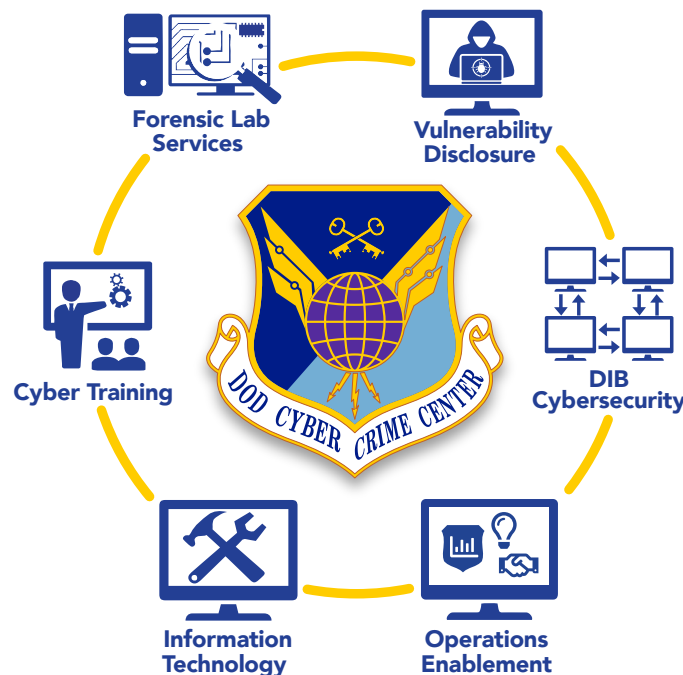 Forensic Lab
Services
Vulnerability
Disclosure
DOD CYBER CRIME CENTER
Cyber Training
DIB
Cybersecurity
Information
Technology
Operations
Enablement